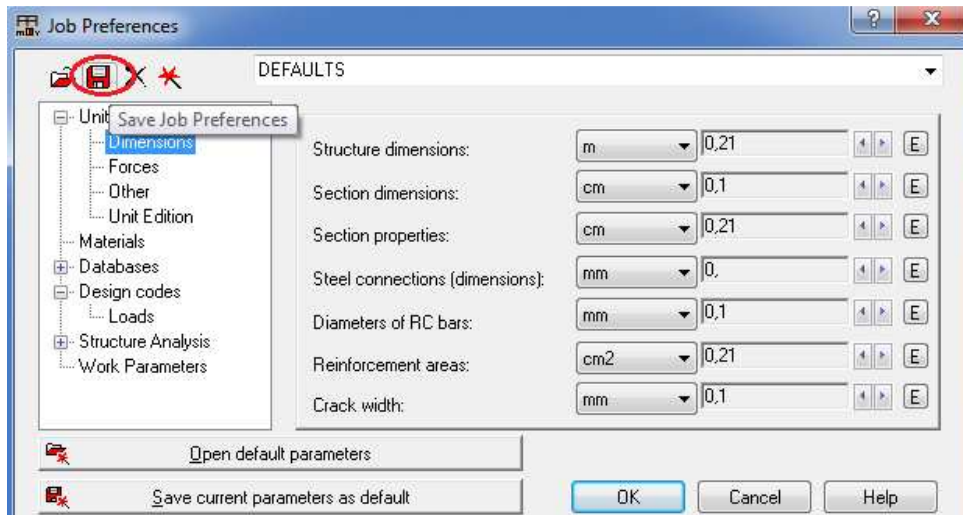 Job Preferences
DEFAULTS
Unit
Save Job Preferences
Dimensions
Forces
Other
Unit Edition
Materials
Databases
Design codes
Loads
Structure Analysis
Work Parameters
Structure dimensions: m 0,21 E
Section dimensions: cm 0,1 E
Section properties: cm 0,21 E
Steel connections (dimensions): mm 0, E
Diameters of RC bars: mm 0,1 E
Reinforcement areas: cm2 0,21 E
Crack width: mm 0,1 E
Open default parameters
Save current parameters as default
OK Cancel Help